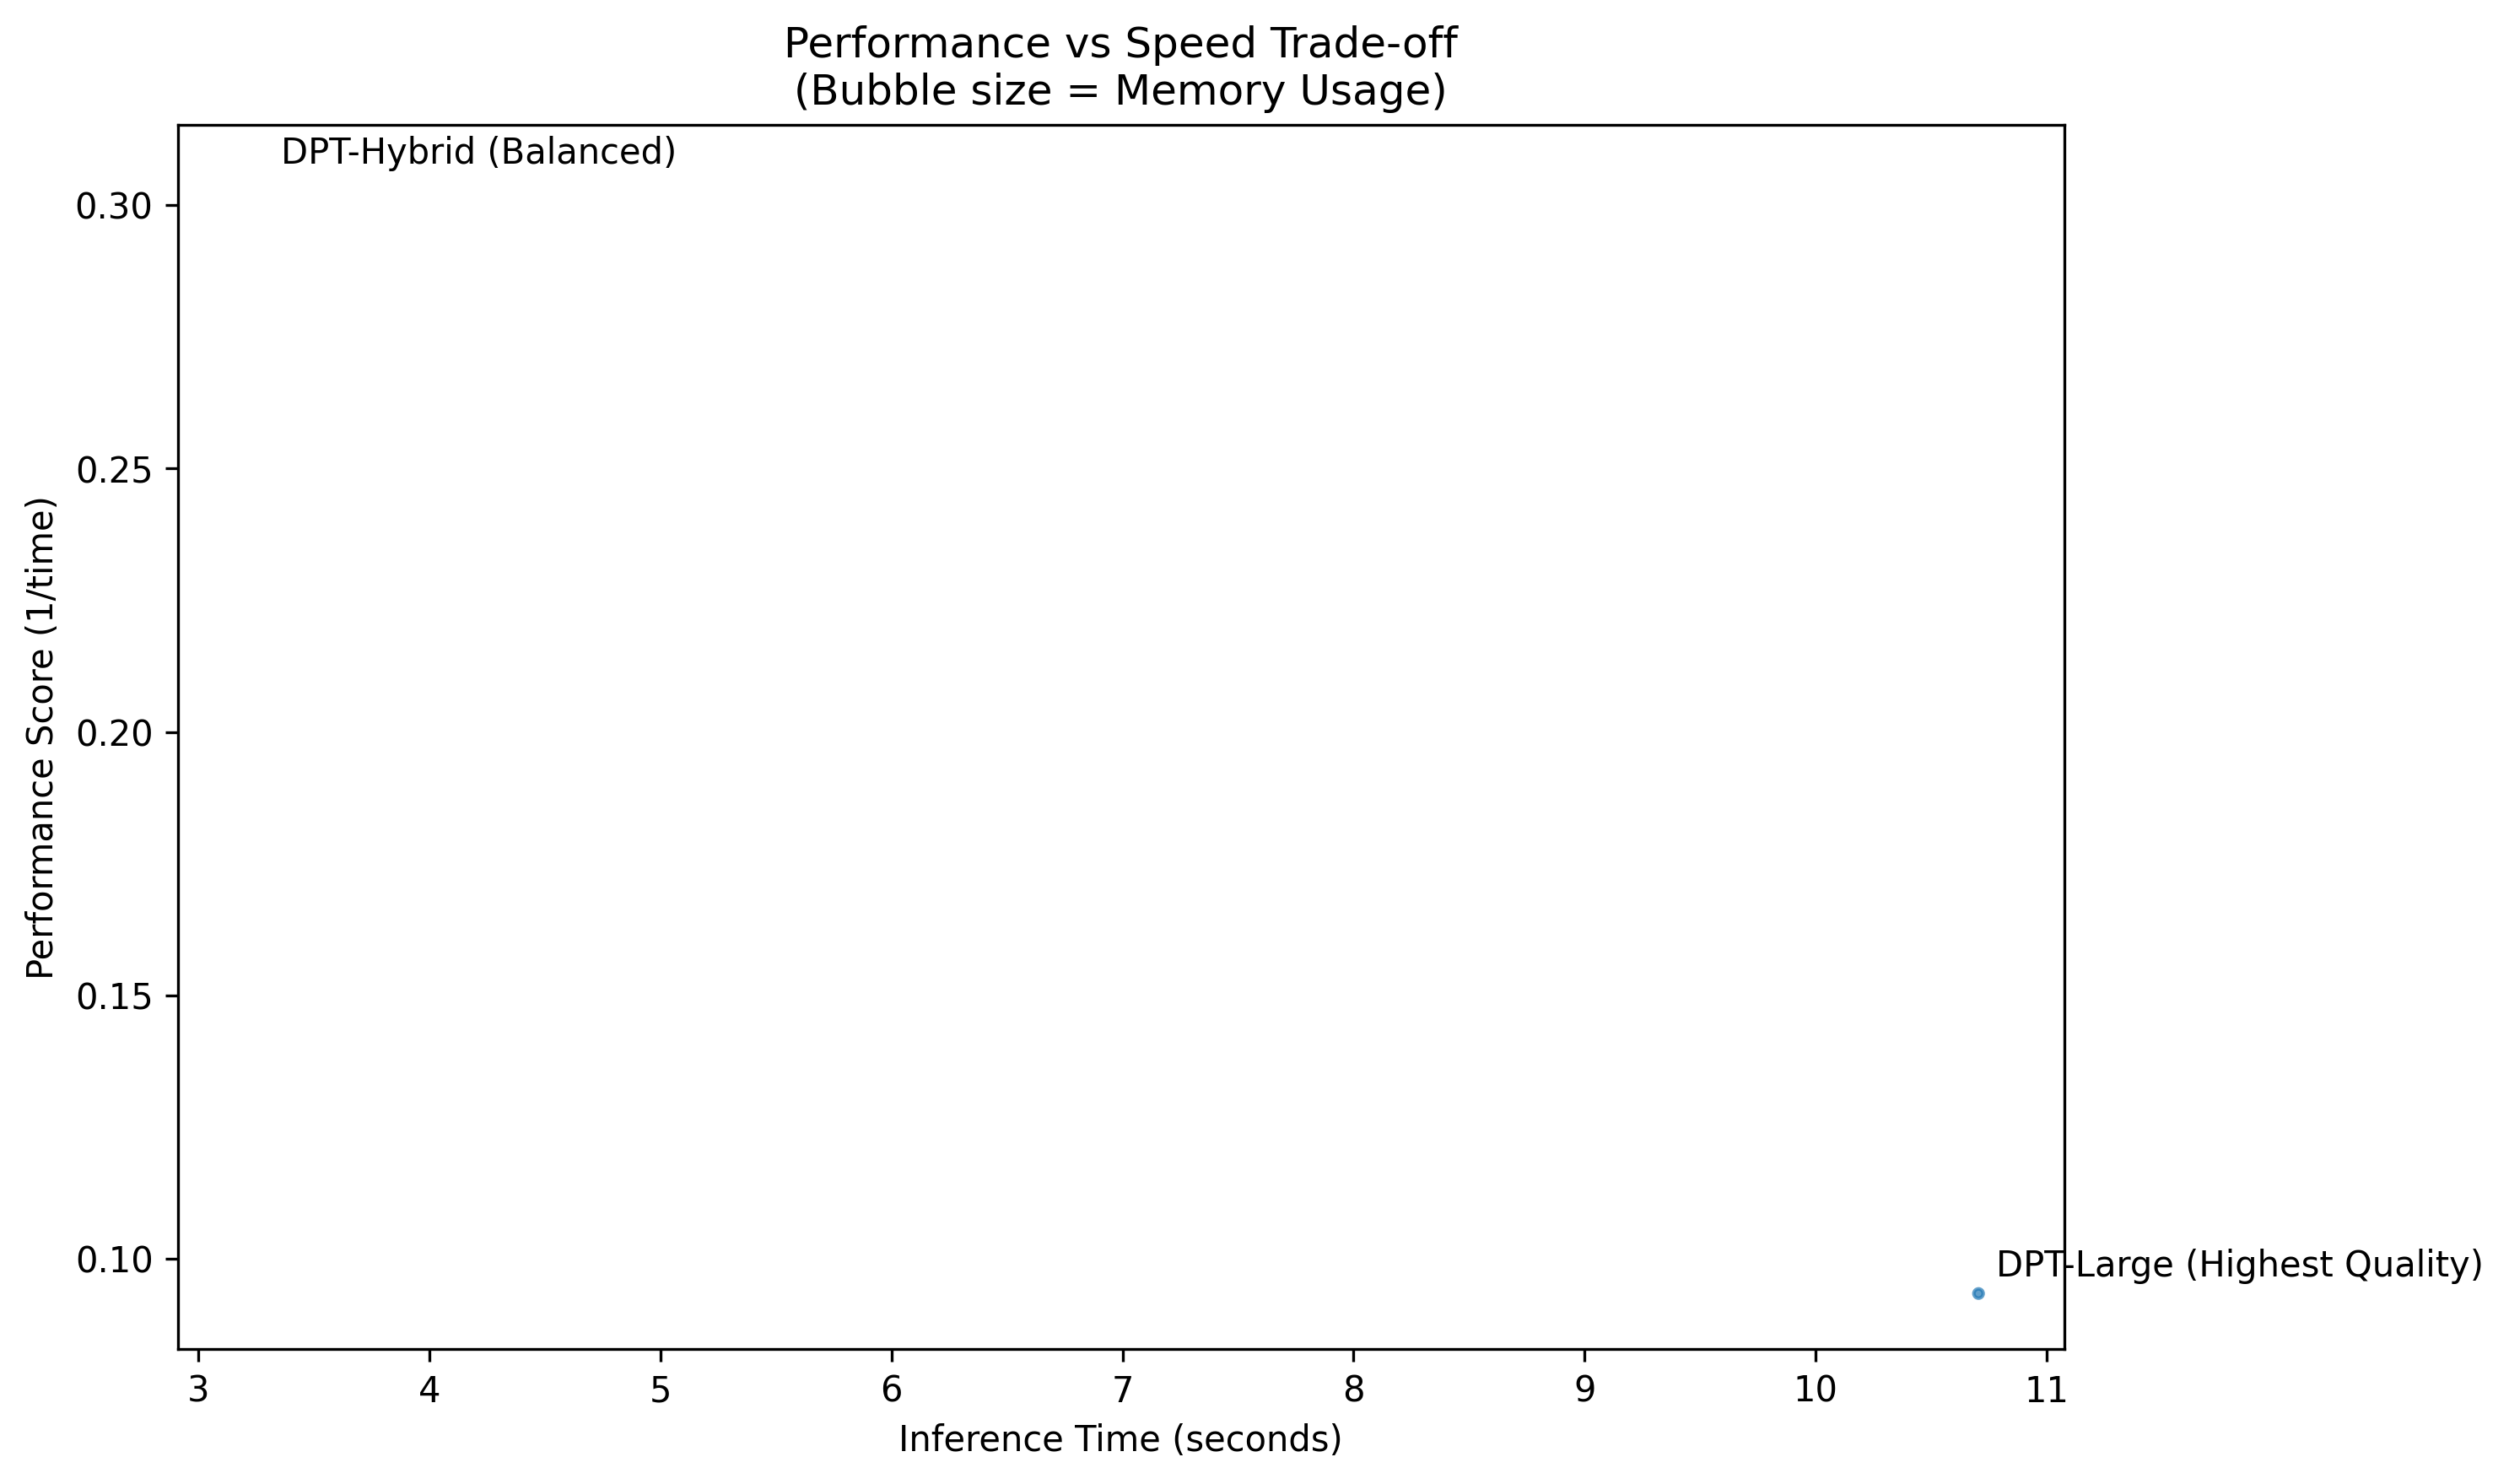 Performance vs Speed Trade-off
(Bubble size = Memory Usage)
DPT-Hybrid (Balanced)
0.30
0.25
0.20
0.15
0.10
Performance Score (1/time)
DPT-Large (Highest Quality)
3 4 5 6 7 8 9 10 11
Inference Time (seconds)